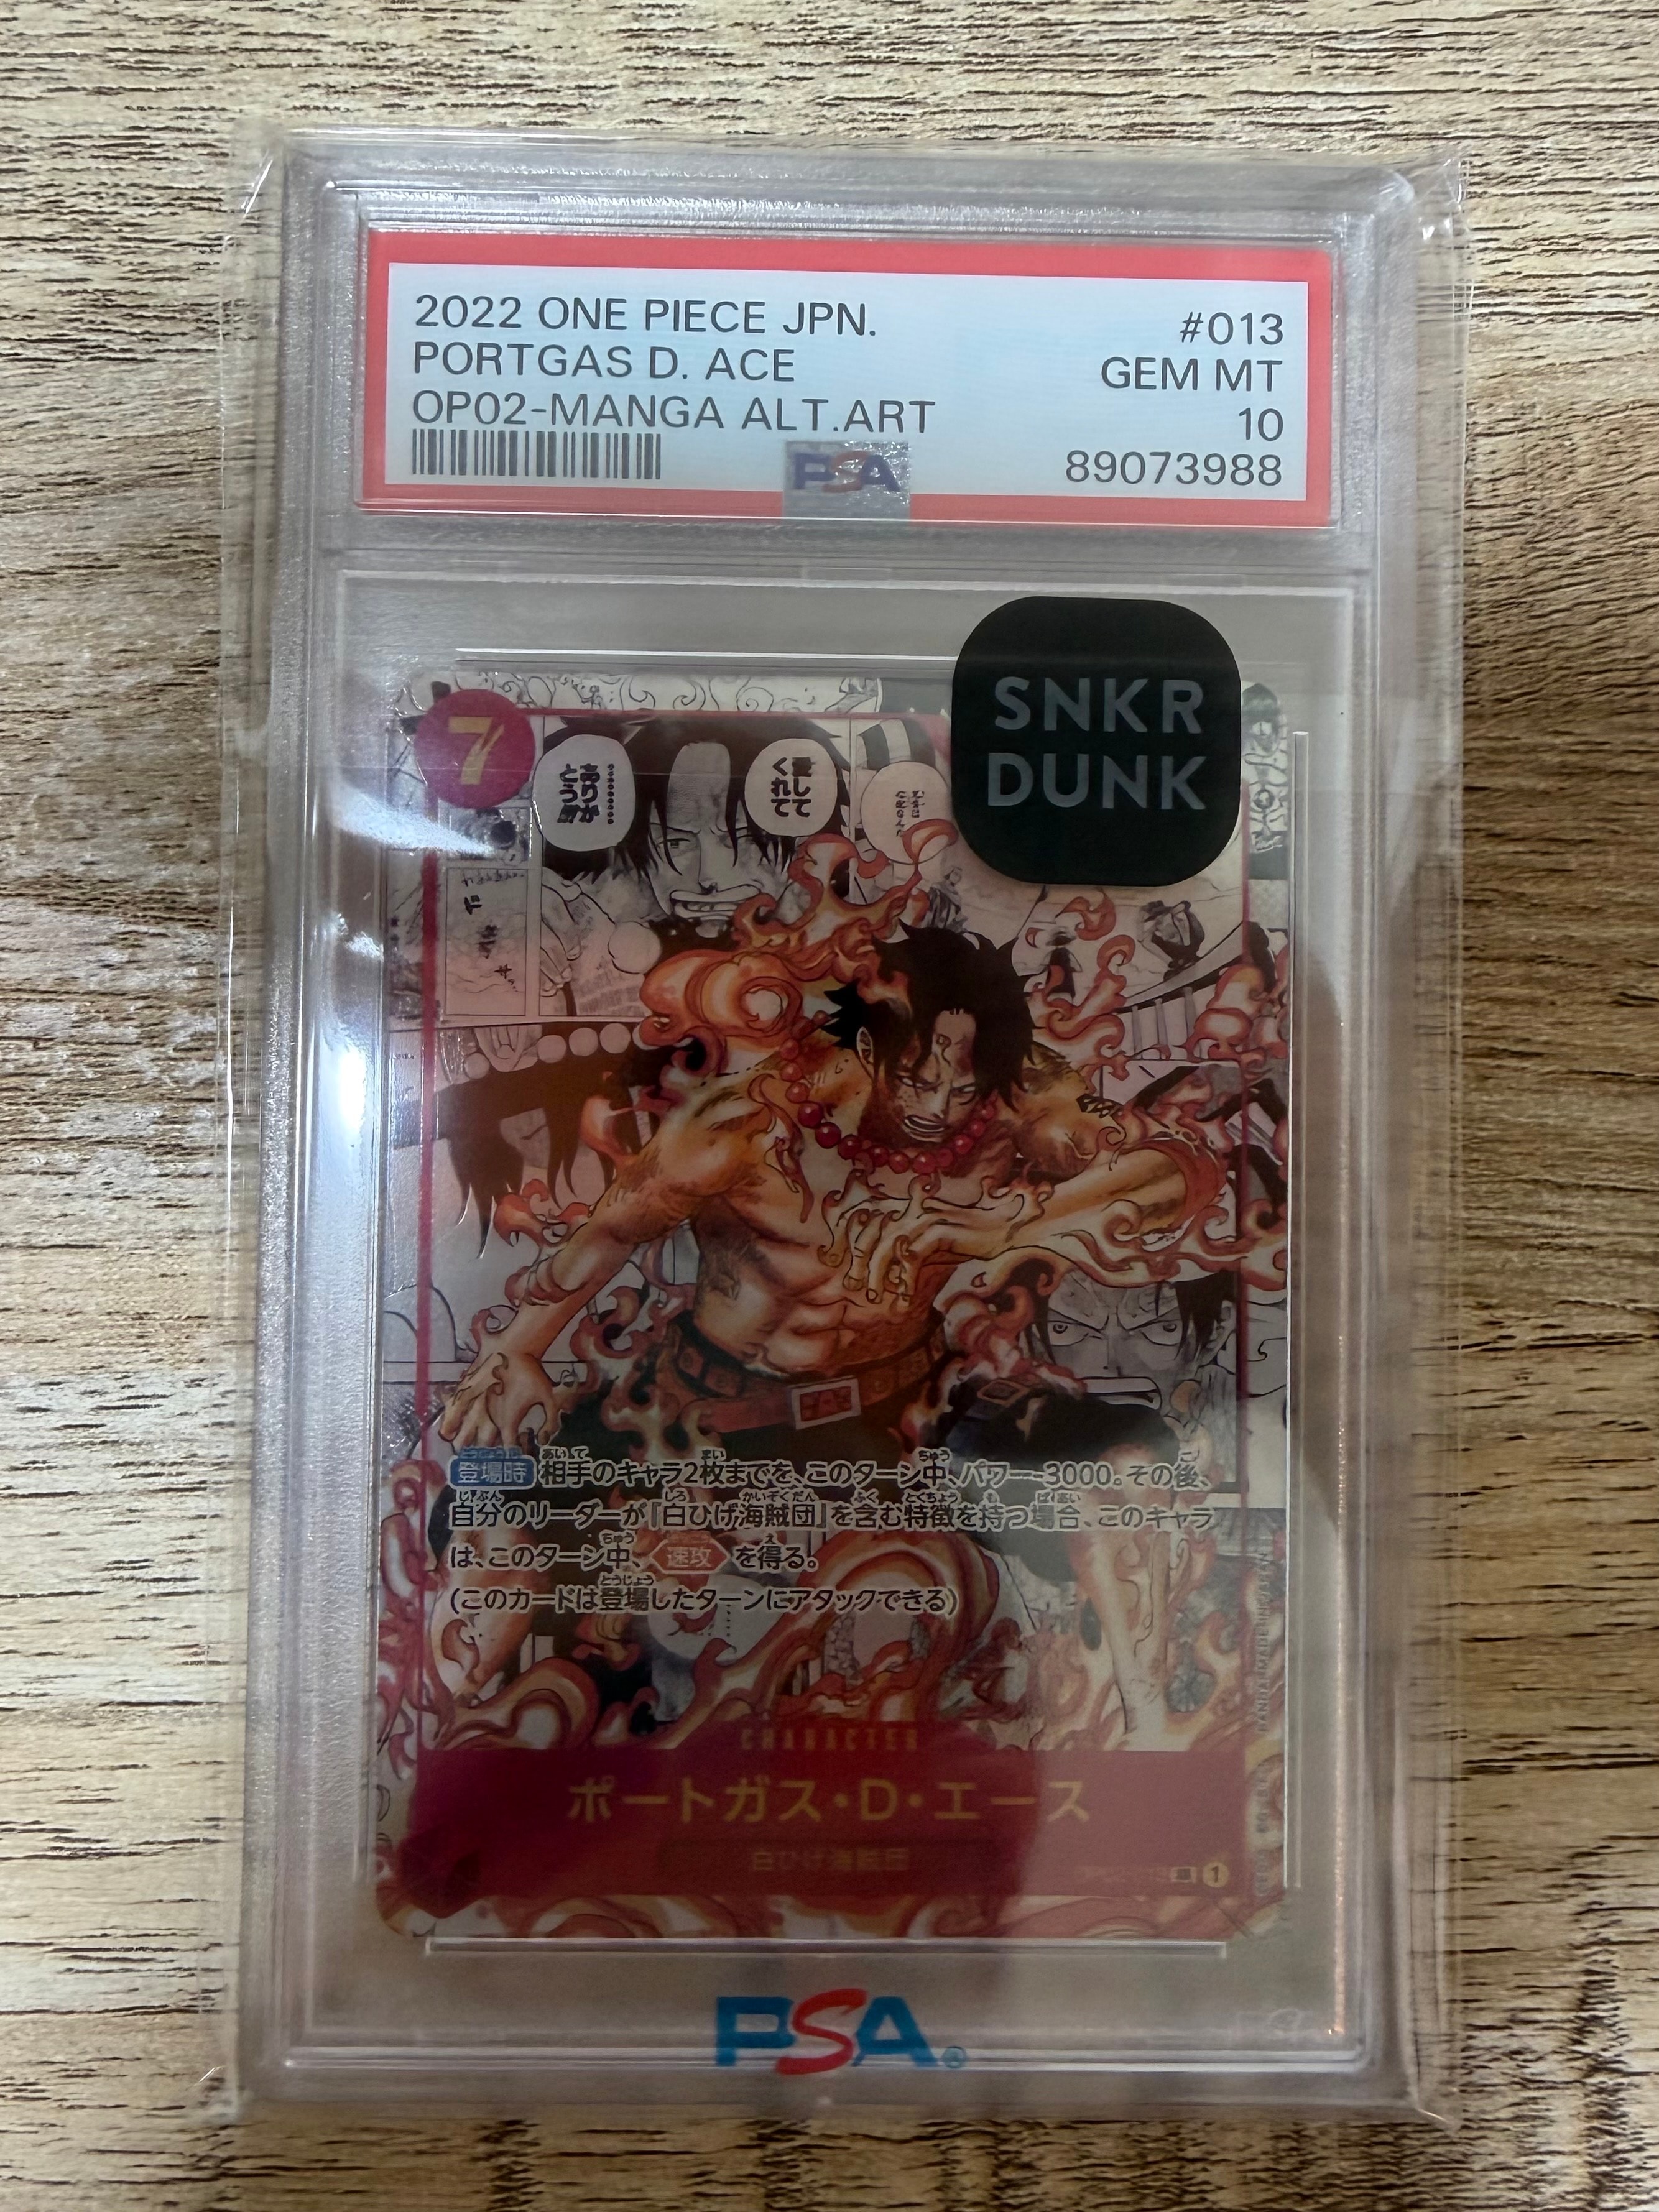 2022 ONE PIECE JPN. #013
PORTGAS D. ACE GEM MT
OP02-MANGA ALT.ART 10
89073988
PSA
SNKR
DUNK
7
愛して
くれて
………
ありが
とう!!!
登場時 相手のキャラ2枚までを、このターン中、パワー-3000。その後、
自分のリーダーが『白ひげ海賊団』を含む特徴を持つ場合、このキャラ
は、このターン中、速攻 を得る。
(このカードは登場したターンにアタックできる)
CHARACTER
ポートガス・D・エース
白ひげ海賊団
1
PSA®